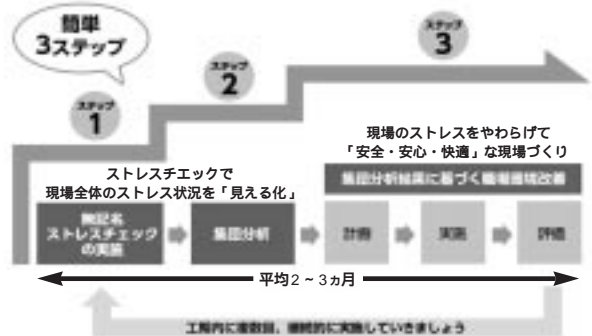 簡単
3ステップ
ステップ
1
ステップ
2
ステップ
3
ストレスチェックで
現場全体のストレス状況を「見える化」
現場のストレスをやわらげて
「安全・安心・快適」な現場づくり
集団分析結果に基づく職場環境改善
無記名
ストレスチェック
の実施
集団分析
計画
実施
評価
平均2~3ヵ月
工期内に複数回、継続的に実施していきましょう